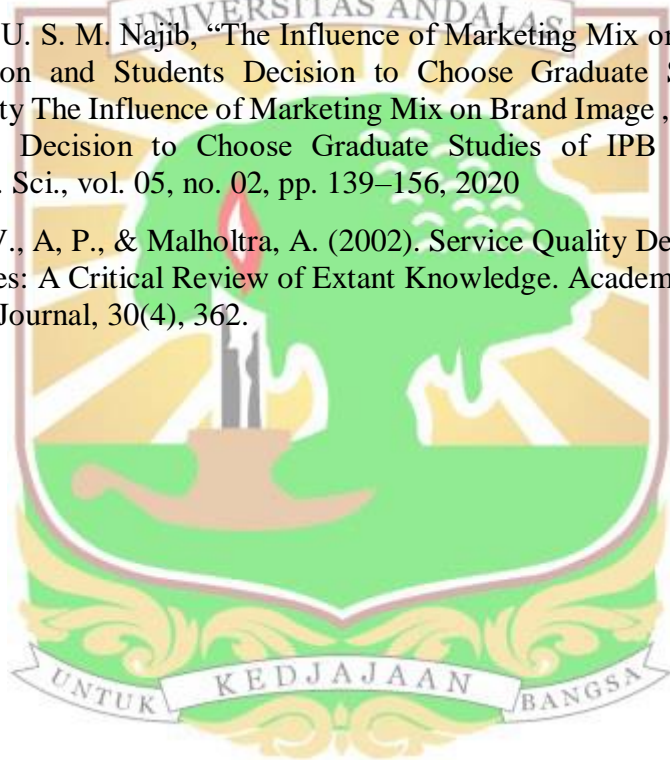 UNIVERSITAS ANDALAS
U. S. M. Najib, “The Influence of Marketing Mix on
on and Students Decision to Choose Graduate S
ty The Influence of Marketing Mix on Brand Image ,
Decision to Choose Graduate Studies of IPB
. Sci., vol. 05, no. 02, pp. 139–156, 2020
V., A, P., & Malholtra, A. (2002). Service Quality De
es: A Critical Review of Extant Knowledge. Academ
Journal, 30(4), 362.
UNTUK KEDJAJAAN BANGSA